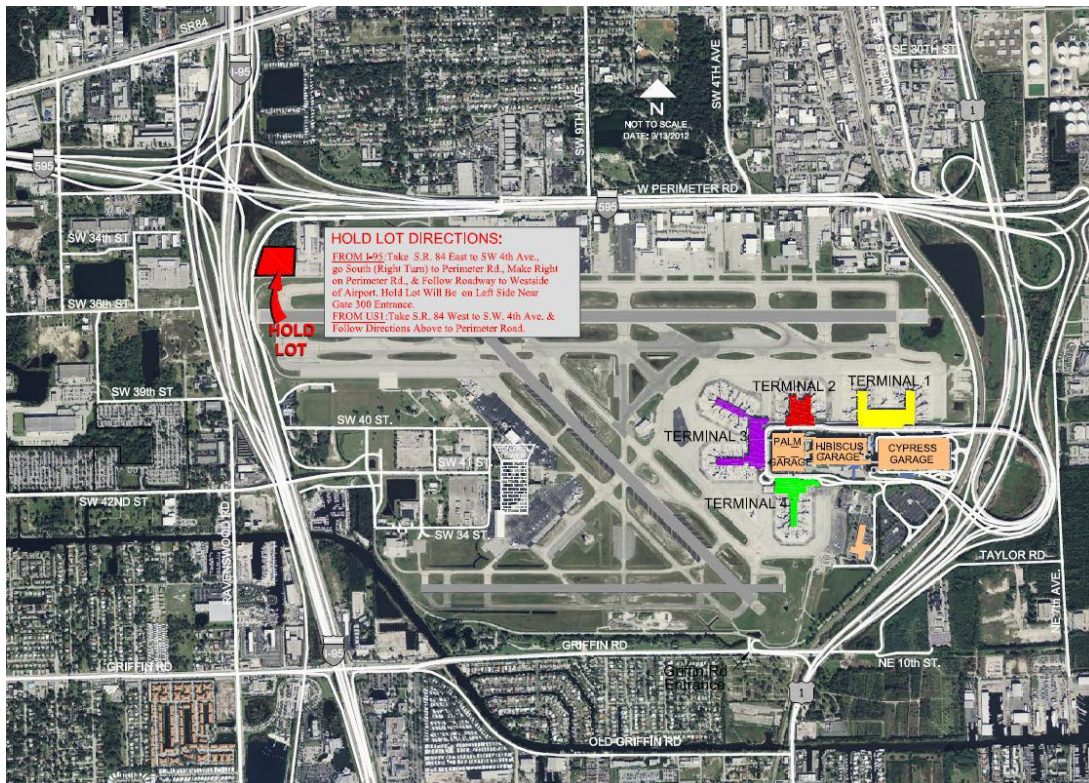 SR84
I-95
SW 9TH AVE.
SW 4TH AVE
SE 30TH ST
1
N
NOT TO SCALE
DATE: 9/13/2012
595
W PERIMETER RD
595
SW 34th ST
SW 36th ST
HOLD LOT DIRECTIONS:
FROM I-95:Take S.R. 84 East to SW 4th Ave.,
go South (Right Turn) to Perimeter Rd., Make Right
on Perimeter Rd., & Follow Roadway to Westside
of Airport. Hold Lot Will Be on Left Side Near
Gate 300 Entrance.
FROM US1:Take S.R. 84 West to S.W. 4th Ave. &
Follow Directions Above to Perimeter Road.
HOLD
LOT
SW 39th ST
TERMINAL 2
TERMINAL 1
SW 40 ST.
TERMINAL 3
PALM
GARAGE
HIBISCUS
GARAGE
CYPRESS
GARAGE
SW 41 ST
SW 42ND ST
TERMINAL 4
SW 34 ST.
RAVENSWOOD RD
TAYLOR RD
NE 7th AVE.
I-95
GRIFFIN RD
GRIFFIN RD
NE 10th ST.
Griffin Rd
Entrance
1
OLD GRIFFIN RD